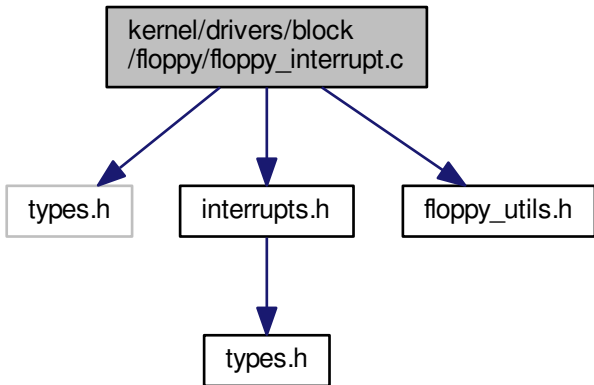 kernel/drivers/block
/floppy/floppy_interrupt.c
types.h
interrupts.h
floppy_utils.h
types.h